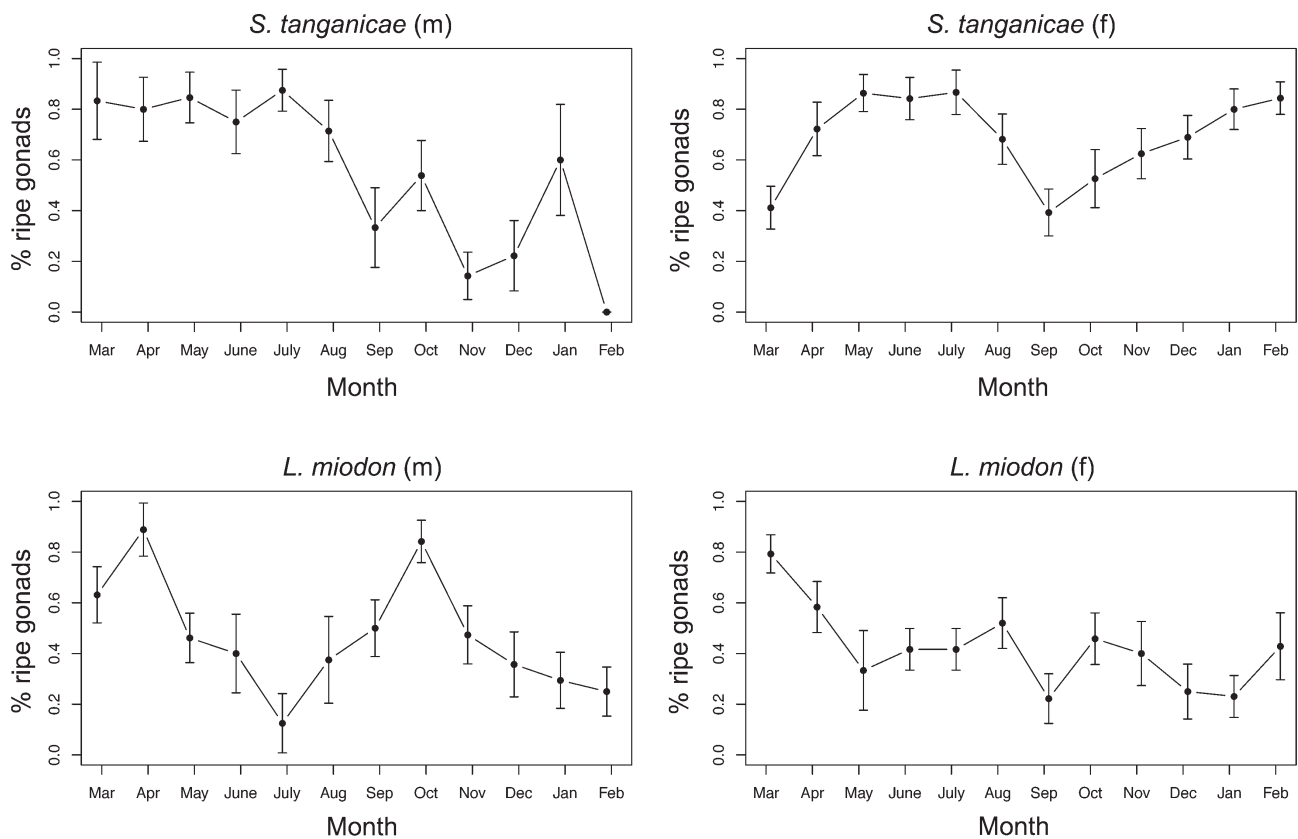 S. tanganicae (m)
% ripe gonads
1.0
0.8
0.6
0.4
0.2
0.0
Mar Apr May June July Aug Sep Oct Nov Dec Jan Feb
Month
S. tanganicae (f)
% ripe gonads
1.0
0.8
0.6
0.4
0.2
0.0
Mar Apr May June July Aug Sep Oct Nov Dec Jan Feb
Month
L. miodon (m)
% ripe gonads
1.0
0.8
0.6
0.4
0.2
0.0
Mar Apr May June July Aug Sep Oct Nov Dec Jan Feb
Month
L. miodon (f)
% ripe gonads
1.0
0.8
0.6
0.4
0.2
0.0
Mar Apr May June July Aug Sep Oct Nov Dec Jan Feb
Month